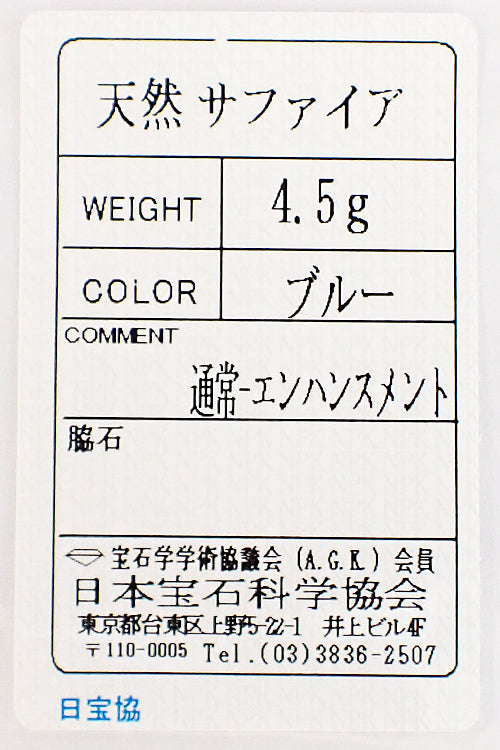 天然 サファイア
WEIGHT 4.5g
COLOR ブルー
COMMENT
通常-エンハンスメント
脇石
宝石学学術協議会 (A.G.K.) 会員
日本宝石科学協会
東京都台東区上野5-22-1 井上ビル4F
〒110-0005 Tel.(03)3836-2507
日宝協